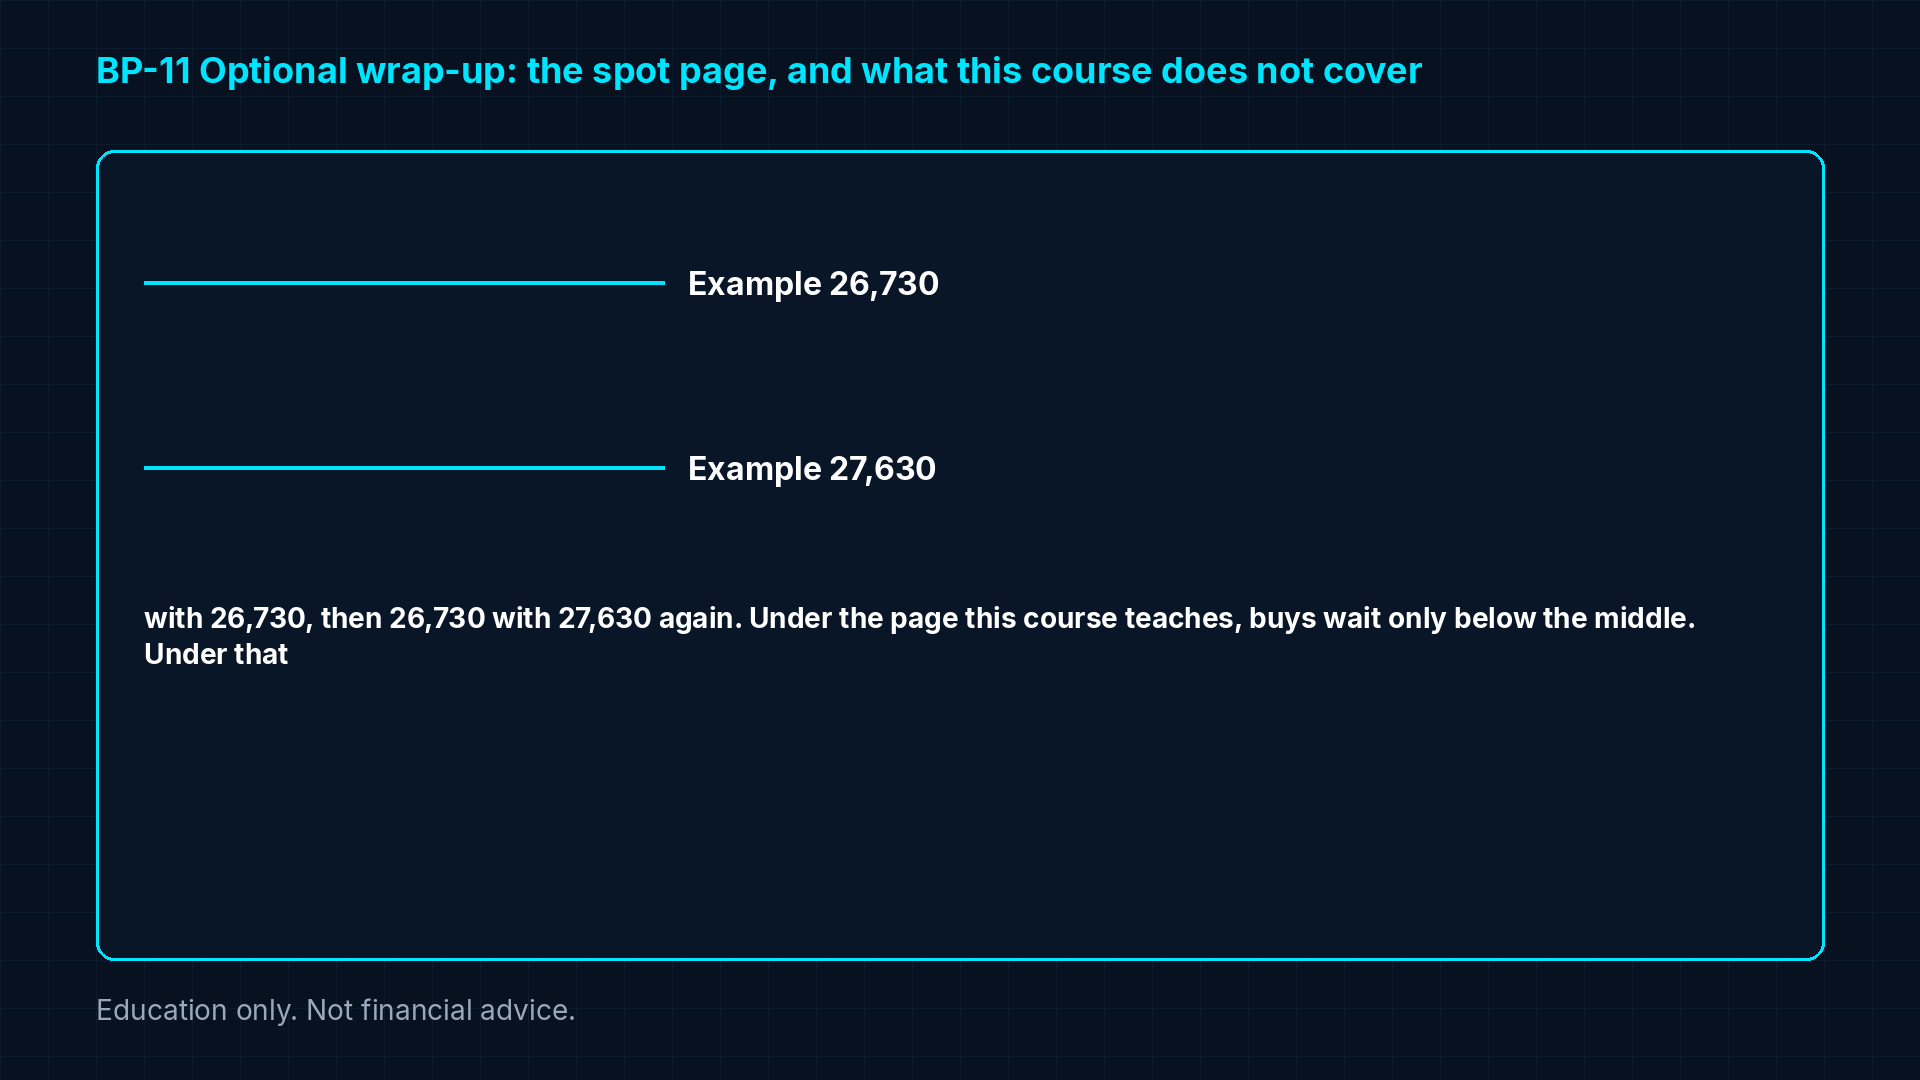 BP-11 Optional wrap-up: the spot page, and what this course does not cover
Example 26,730
Example 27,630
with 26,730, then 26,730 with 27,630 again. Under the page this course teaches, buys wait only below the middle.
Under that
Education only. Not financial advice.